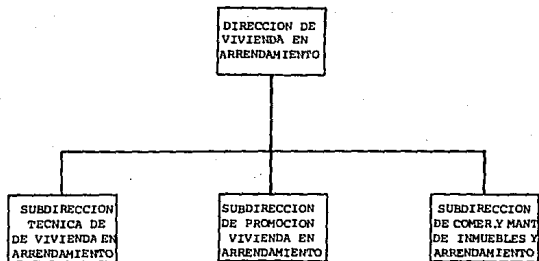 DIRECCION DE
VIVIENDA EN
ARRENDAMIENTO
SUBDIRECCION
TECNICA DE
DE VIVIENDA EN
ARRENDAMIENTO
SUBDIRECCION
DE PROMOCION
VIVIENDA EN
ARRENDAMIENTO
SUBDIRECCION
DE COMER.Y MANT
DE INMUEBLES Y
ARRENDAMIENTO